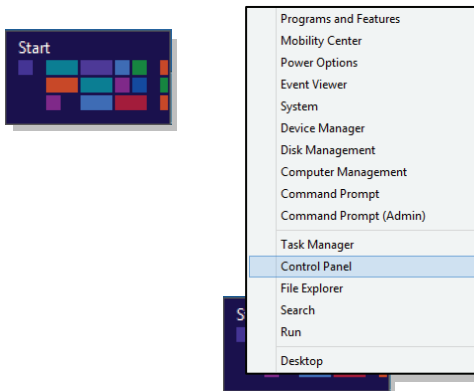 Start
Programs and Features
Mobility Center
Power Options
Event Viewer
System
Device Manager
Disk Management
Computer Management
Command Prompt
Command Prompt (Admin)
Task Manager
Control Panel
File Explorer
Search
Run
Desktop